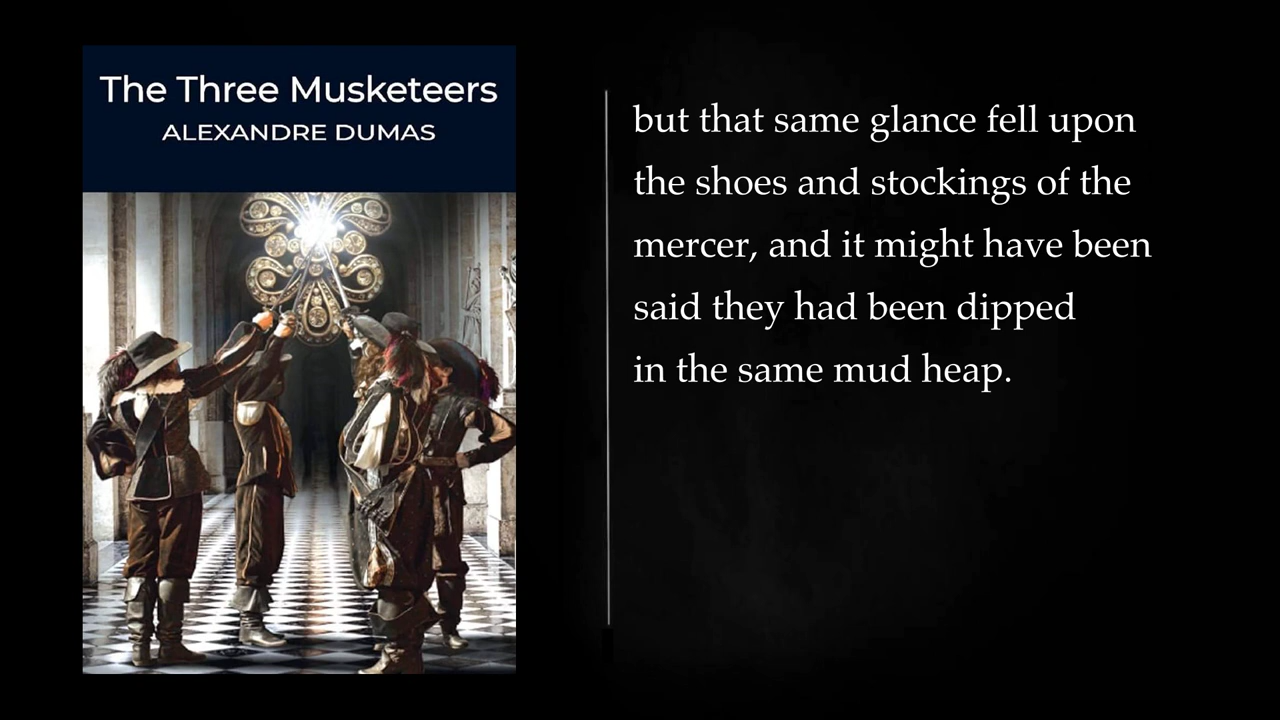 The Three Musketeers
ALEXANDRE DUMAS
but that same glance fell upon
the shoes and stockings of the
mercer, and it might have been
said they had been dipped
in the same mud heap.